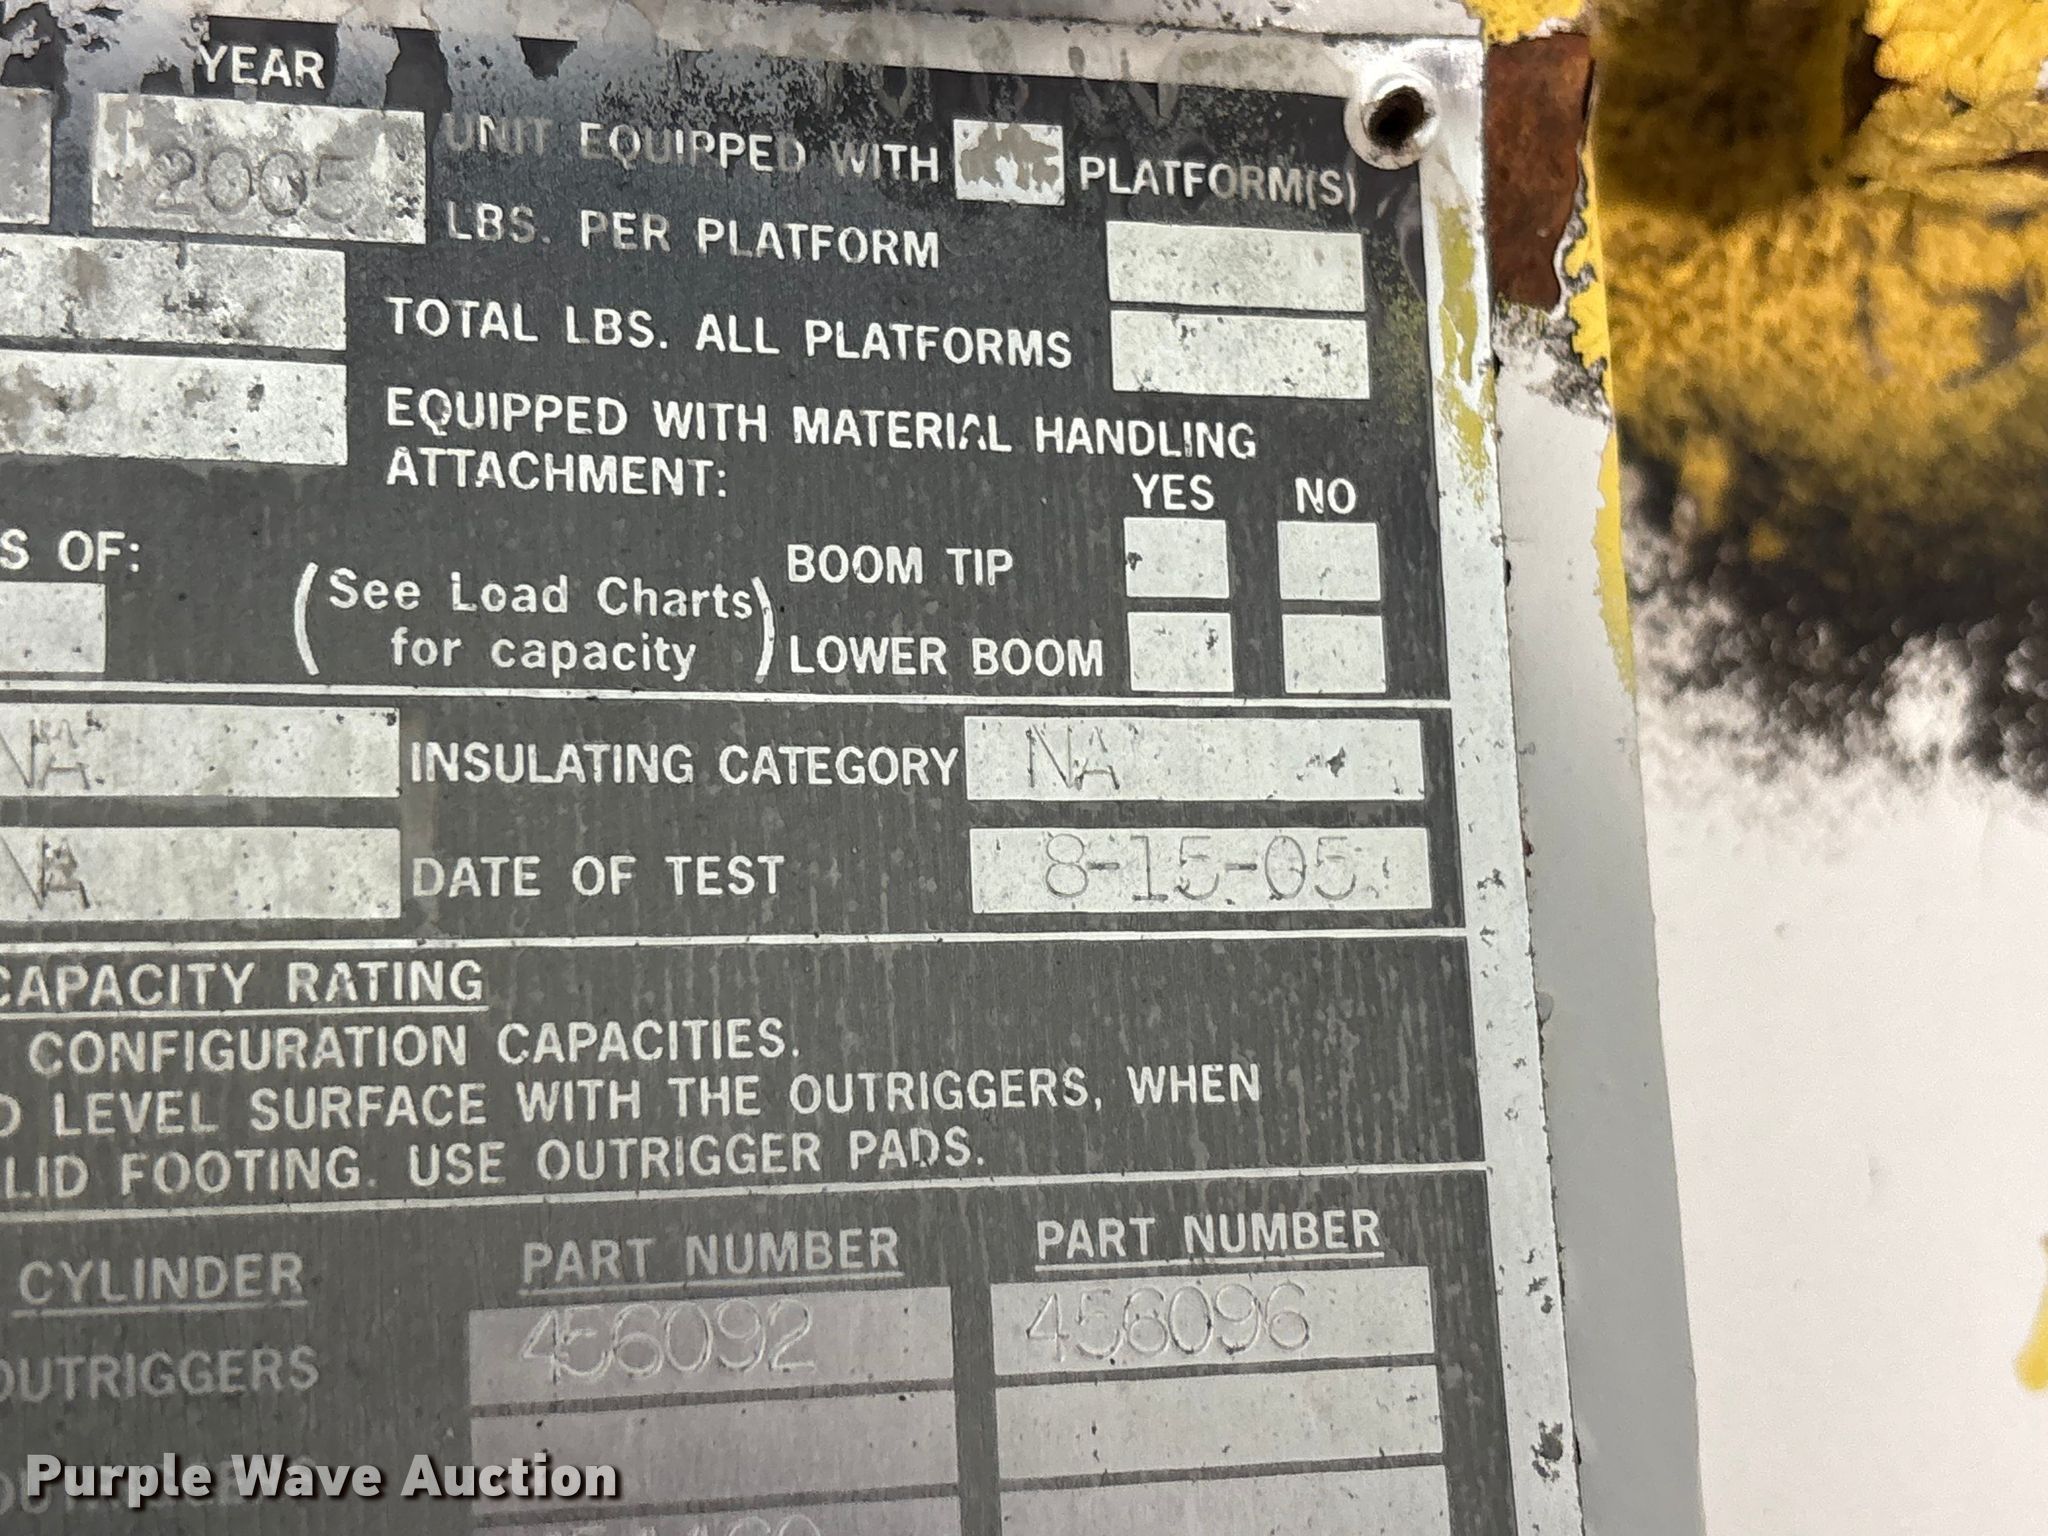 YEAR
2005
UNIT EQUIPPED WITH PLATFORM(S)
LBS. PER PLATFORM
TOTAL LBS. ALL PLATFORMS
EQUIPPED WITH MATERIAL HANDLING
ATTACHMENT:
YES NO
S OF:
(See Load Charts
for capacity)
BOOM TIP
LOWER BOOM
NA INSULATING CATEGORY NA
NA DATE OF TEST 8-15-05
CAPACITY RATING
CONFIGURATION CAPACITIES.
D LEVEL SURFACE WITH THE OUTRIGGERS, WHEN
LID FOOTING. USE OUTRIGGER PADS.
CYLINDER PART NUMBER PART NUMBER
OUTRIGGERS 456092 456096
Purple Wave Auction